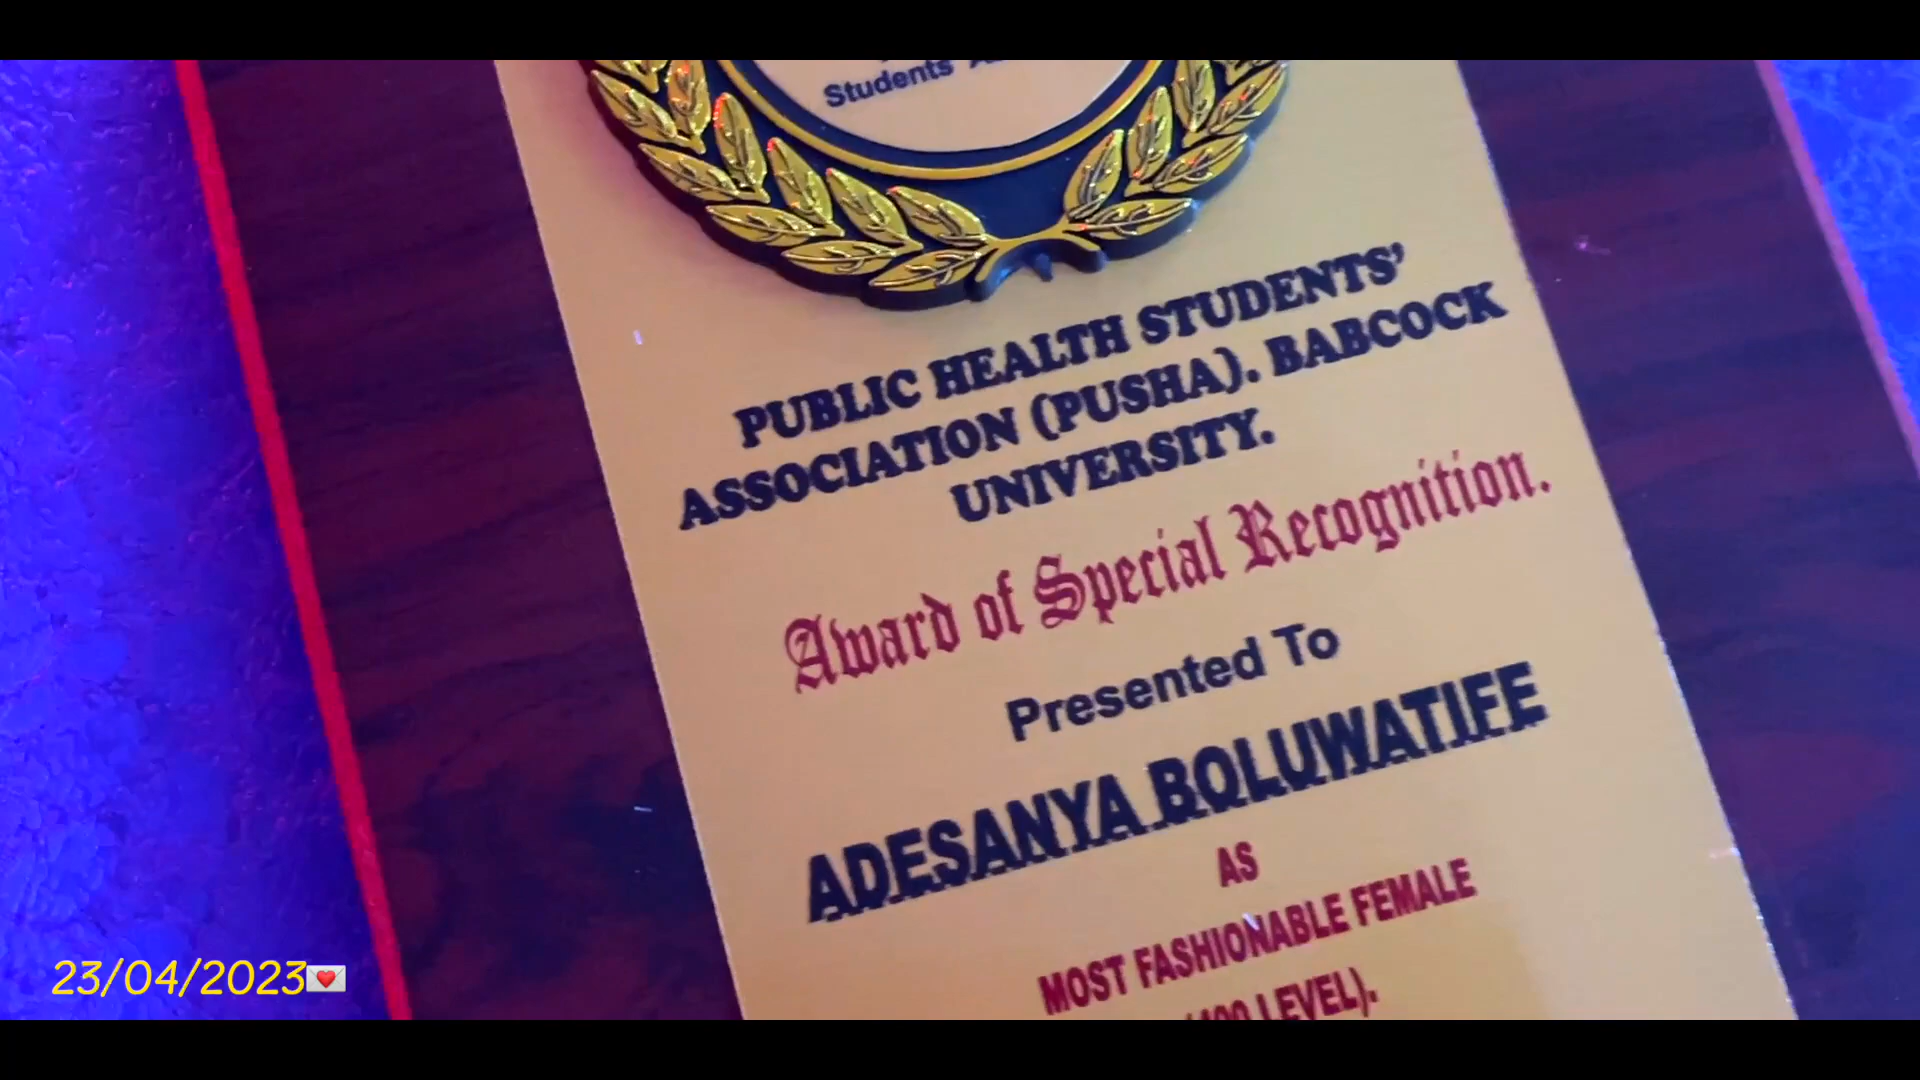 Students'
PUBLIC HEALTH STUDENTS'
ASSOCIATION (PUSHA). BABCOCK
UNIVERSITY.
Award of Special Recognition.
Presented To
ADESANYA BOLUWATIFE
AS
MOST FASHIONABLE FEMALE
(400 LEVEL).
23/04/2023